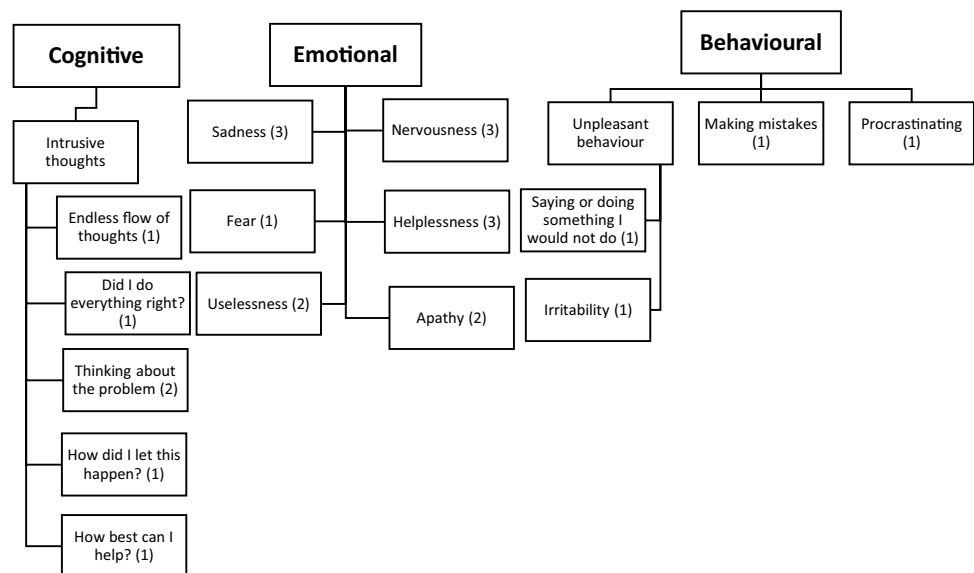 Cognitive
Intrusive
thoughts
Endless flow of
thoughts (1)
Did I do
everything right?
(1)
Thinking about
the problem (2)
How did I let this
happen? (1)
How best can I
help? (1)
Emotional
Sadness (3)
Nervousness (3)
Fear (1)
Helplessness (3)
Uselessness (2)
Apathy (2)
Behavioural
Unpleasant
behaviour
Saying or doing
something I
would not do (1)
Irritability (1)
Making mistakes
(1)
Procrastinating
(1)